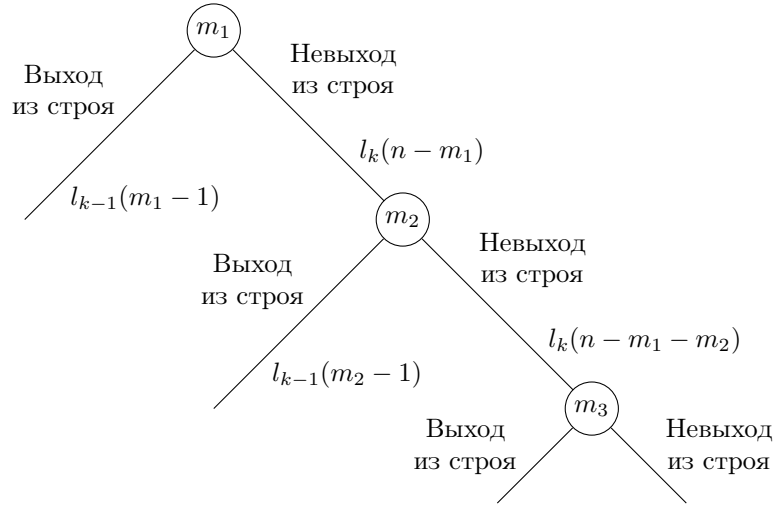 $m_1$
Выход
из строя
Невыход
из строя
$l_k(n - m_1)$
$l_{k-1}(m_1 - 1)$
$m_2$
Выход
из строя
Невыход
из строя
$l_k(n - m_1 - m_2)$
$l_{k-1}(m_2 - 1)$
$m_3$
Выход
из строя
Невыход
из строя